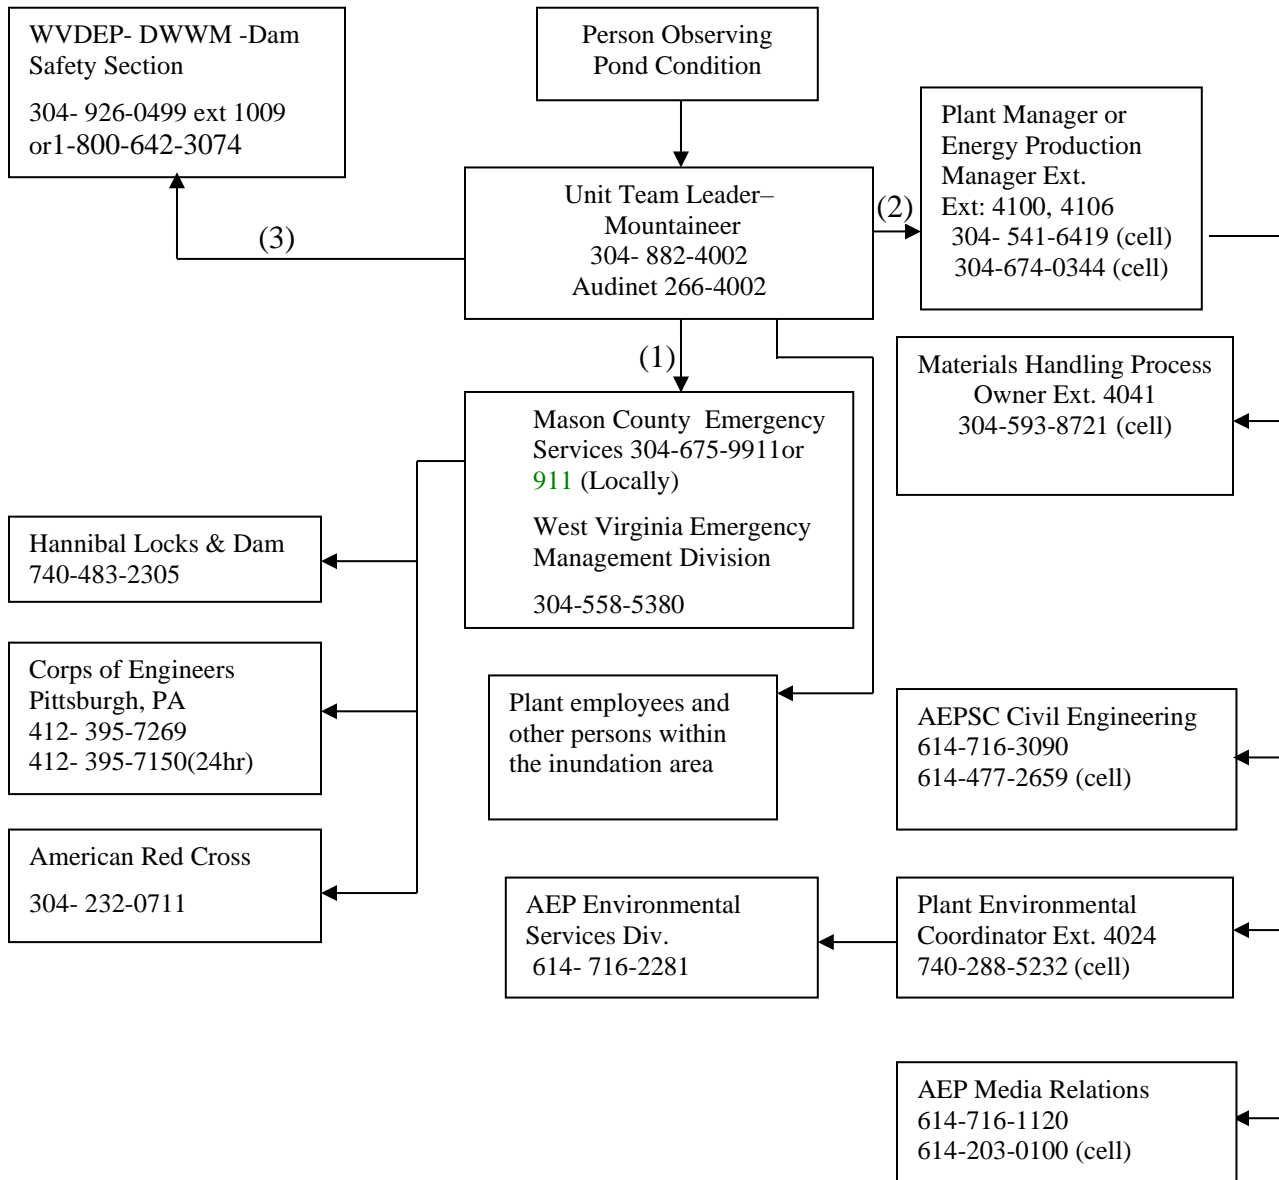 WVDEP- DWWM -Dam
Safety Section
304- 926-0499 ext 1009
or1-800-642-3074
Person Observing
Pond Condition
Plant Manager or
Energy Production
Manager Ext.
Ext: 4100, 4106
304- 541-6419 (cell)
304-674-0344 (cell)
Unit Team Leader–
Mountaineer
304- 882-4002
Audinet 266-4002
(2)
(3)
(1)
Materials Handling Process
Owner Ext. 4041
304-593-8721 (cell)
Mason County Emergency
Services 304-675-9911or
911 (Locally)
West Virginia Emergency
Management Division
304-558-5380
Hannibal Locks & Dam
740-483-2305
Corps of Engineers
Pittsburgh, PA
412- 395-7269
412- 395-7150(24hr)
Plant employees and
other persons within
the inundation area
AEPSC Civil Engineering
614-716-3090
614-477-2659 (cell)
American Red Cross
304- 232-0711
AEP Environmental
Services Div.
614- 716-2281
Plant Environmental
Coordinator Ext. 4024
740-288-5232 (cell)
AEP Media Relations
614-716-1120
614-203-0100 (cell)